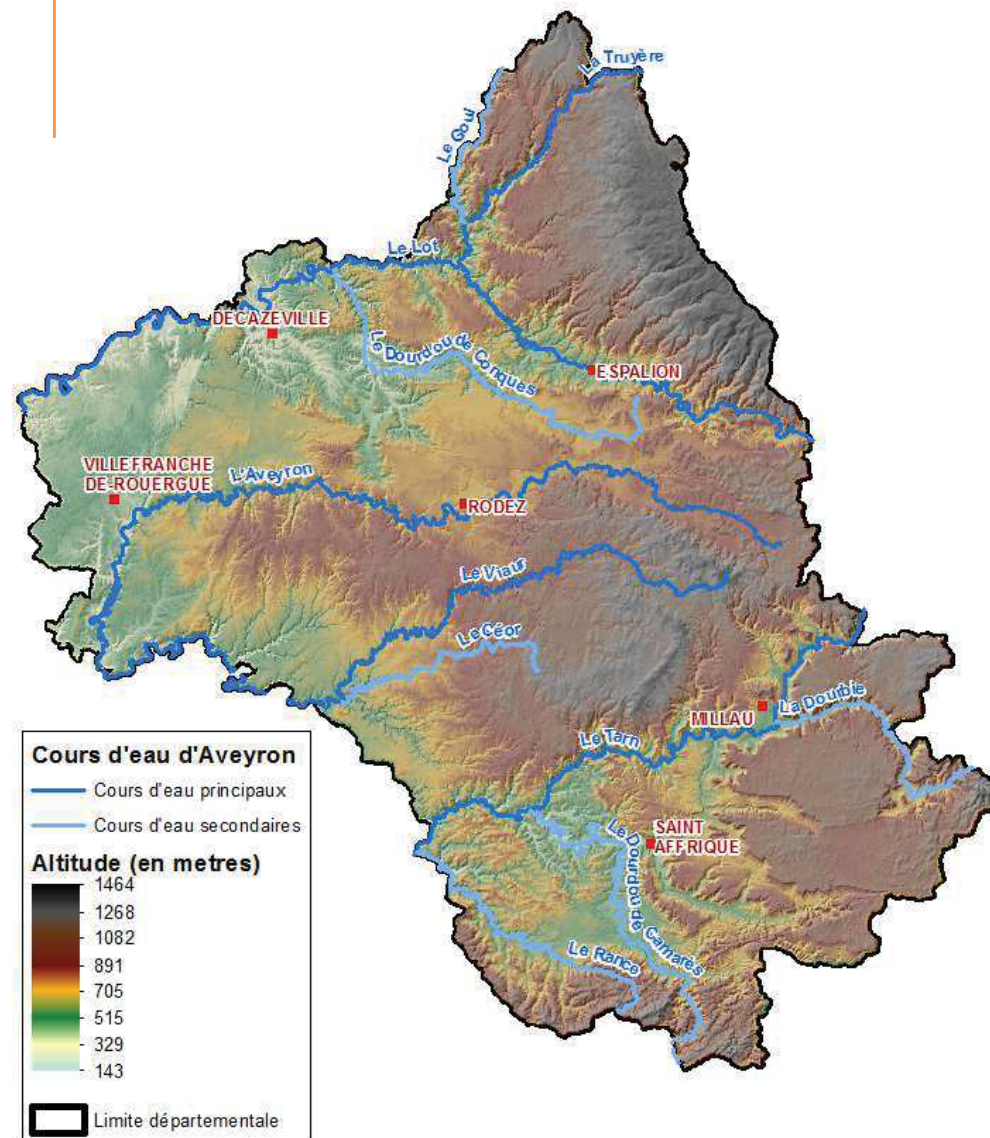 La Truyère
Le Goul
Le Lot
DECAZEVILLE
Le Dourdou de Conques
ESPALION
VILLEFRANCHE
DE-ROUERGUE
L'Aveyron
RODEZ
Le Viaur
Le Céor
La Dourbie
MILLAU
Le Tarn
SAINT
AFFRIQUE
Le Dourdou de Camarès
Le Rance
Cours d'eau d'Aveyron
Cours d'eau principaux
Cours d'eau secondaires
Altitude (en metres)
1464
1268
1082
891
705
515
329
143
Limite départementale